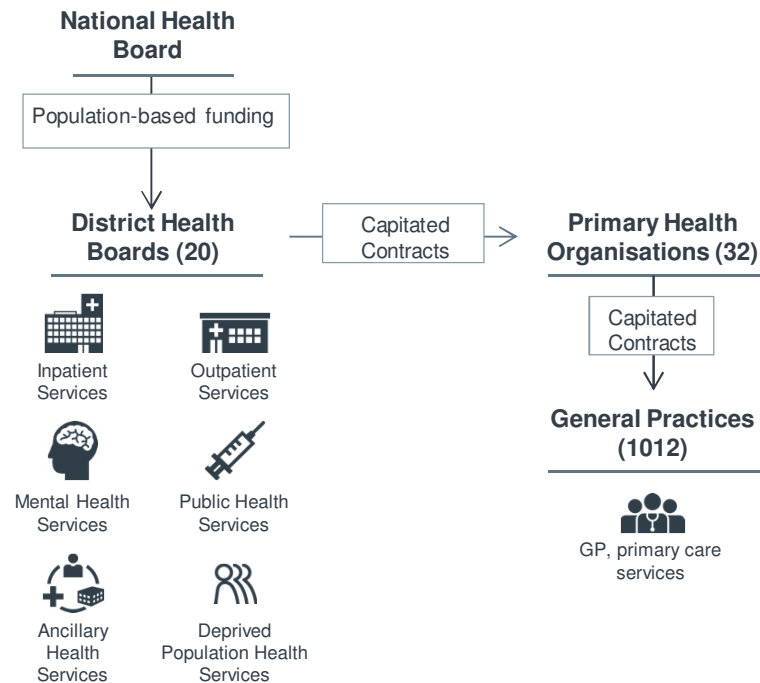 National Health
Board
Population-based funding
District Health
Boards (20)
Capitated
Contracts
Primary Health
Organisations (32)
Capitated
Contracts
General Practices
(1012)
GP, primary care
services
Inpatient
Services
Outpatient
Services
Mental Health
Services
Public Health
Services
Ancillary
Health
Services
Deprived
Population Health
Services